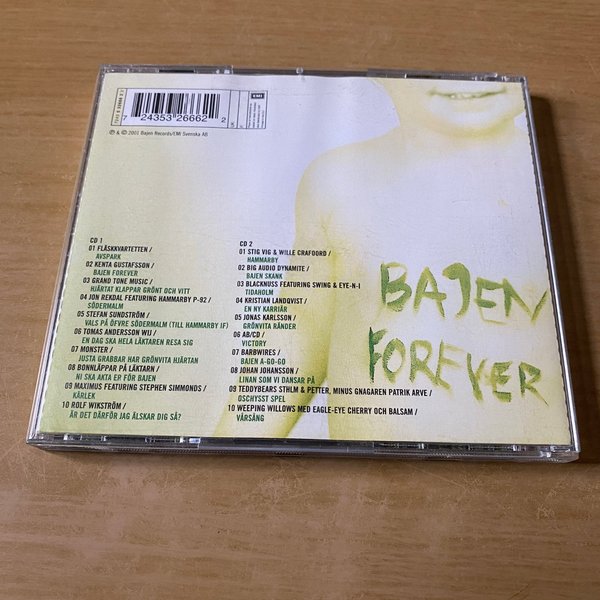 EMI
7 24353 26662 2
℗ & © 2001 Bajen Records/EMI Svenska AB
CD 1
01 FLÄSKKVARTETTEN /
AVSPARK
02 KENTA GUSTAFSSON /
BAJEN FOREVER
03 GRAND TONE MUSIC /
HJÄRTAT KLAPPAR GRÖNT OCH VITT
04 JON REKDAL FEATURING HAMMARBY P-92 /
SÖDERMALM
05 STEFAN SUNDSTRÖM /
VALS PÅ ÖFVRE SÖDERMALM (TILL HAMMARBY IF)
06 TOMAS ANDERSSON WIJ /
EN DAG SKA HELA LÄKTAREN RESA SIG
07 MONSTER /
JUSTA GRABBAR HAR GRÖNVITA HJÄRTAN
08 BONNLÄPPAR PÅ LÄKTARN /
NI SKA AKTA ER FÖR BAJEN
09 MAXIMUS FEATURING STEPHEN SIMMONDS /
KÄRLEK
10 ROLF WIKSTRÖM /
ÄR DET DÄRFÖR JAG ÄLSKAR DIG SÅ?
CD 2
01 STIG VIG & WILLE CRAFOORD /
HAMMARBY
02 BIG AUDIO DYNAMITE /
BAJEN SKANK
03 BLACKNUSS FEATURING SWING & EYE-N-I
TIDAHOLM
04 KRISTIAN LANDQVIST /
EN NY KARRIÄR
05 JONAS KARLSSON /
GRÖNVITA RÄNDER
06 AB/CD /
VICTORY
07 BARBWIRES /
BAJEN A-GO-GO
08 JOHAN JOHANSSON /
LINAN SOM VI DANSAR PÅ
09 TEDDYBEARS STHLM & PETTER, MINUS GNAGAREN PATRIK ARVE /
OSCHYSST SPEL
10 WEEPING WILLOWS MED EAGLE-EYE CHERRY OCH BALSAM /
VÅRSÅNG
BAJEN
FOREVER